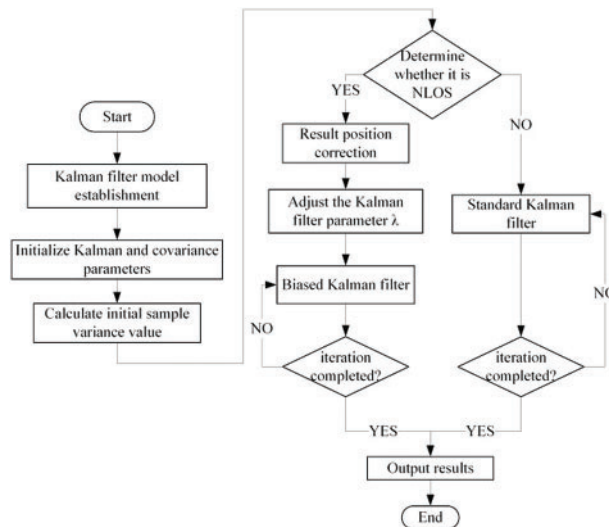 Start
Kalman filter model
establishment
Initialize Kalman and covariance
parameters
Calculate initial sample
variance value
Determine
whether it is
NLOS
YES
NO
Result position
correction
Adjust the Kalman
filter parameter λ
Biased Kalman filter
NO
iteration
completed?
Standard Kalman
filter
NO
iteration
completed?
YES
YES
Output results
End